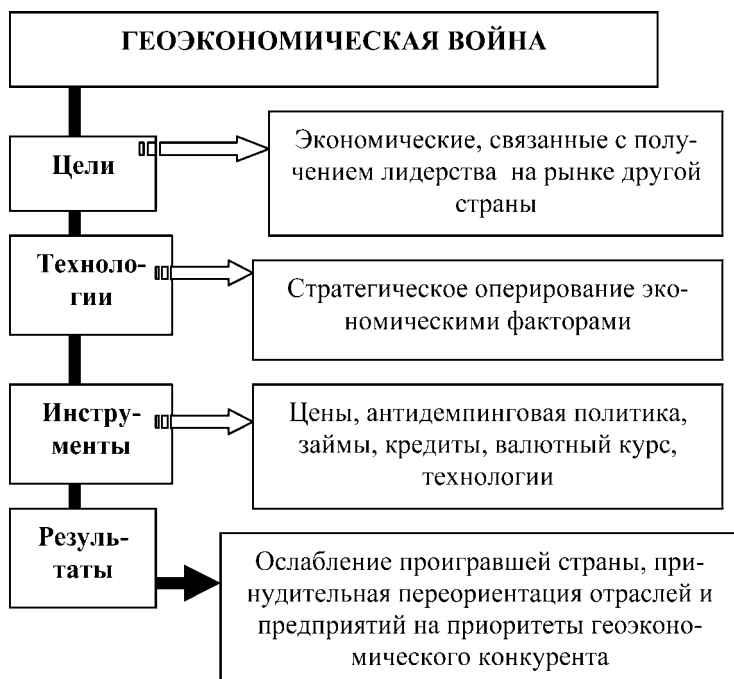 ГЕОЭКОНОМИЧЕСКАЯ ВОЙНА
Цели
Экономические, связанные с полу-
чением лидерства на рынке другой
страны
Техноло-
гии
Стратегическое оперирование эко-
номическими факторами
Инстру-
менты
Цены, антидемпинговая политика,
займы, кредиты, валютный курс,
технологии
Резуль-
таты
Ослабление проигравшей страны, при-
нудительная переориентация отраслей и
предприятий на приоритеты геоэконо-
мического конкурента